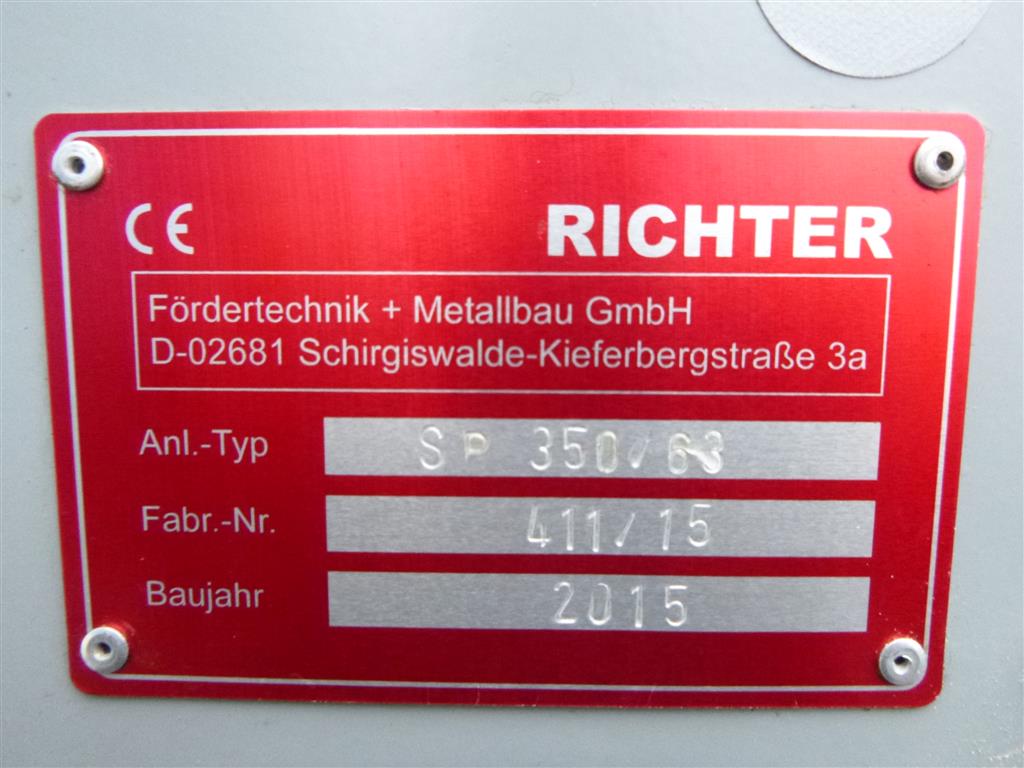 CE RICHTER
Fördertechnik + Metallbau GmbH
D-02681 Schirgiswalde-Kieferbergstraße 3a
Anl.-Typ SP 350/63
Fabr.-Nr. 411/15
Baujahr 2015